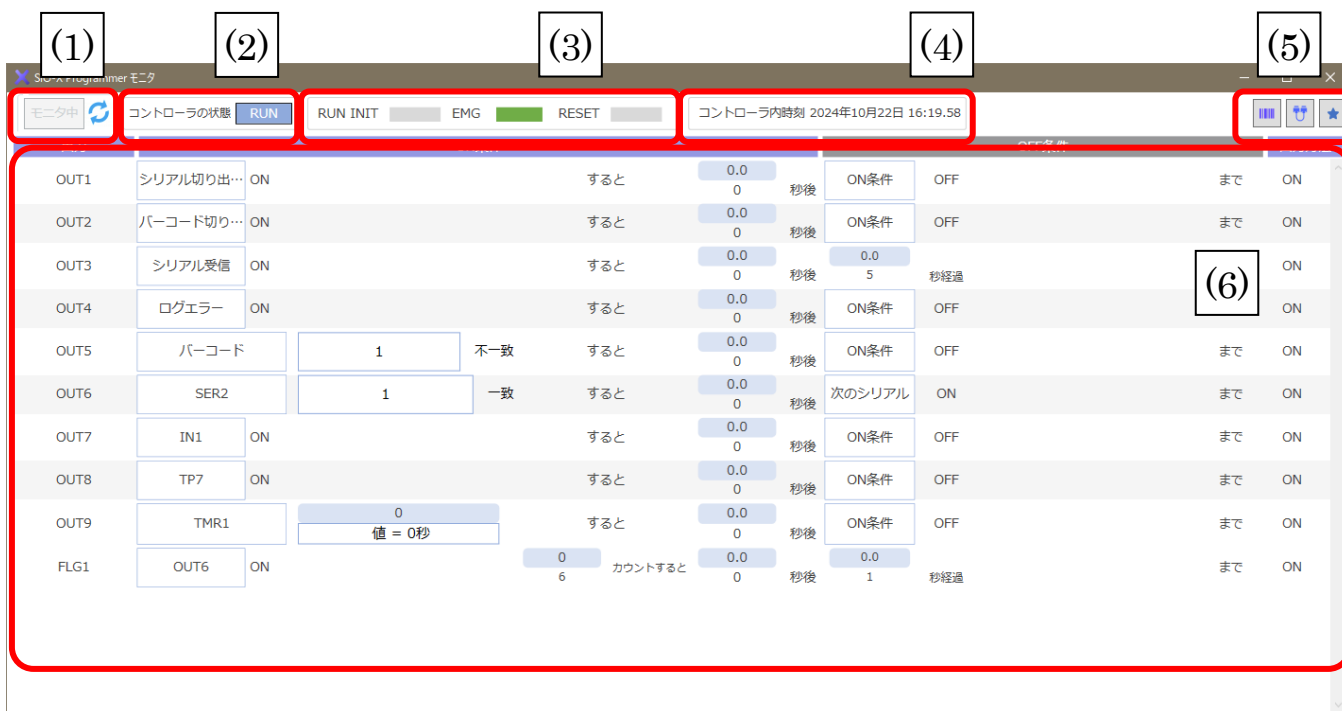 (1) (2) (3) (4) (5)
SIO-X Programmer モニタ
モニタ中 コントローラの状態 RUN RUN INIT EMG RESET コントローラ内時刻 2024年10月22日 16:19.58
OFF条件
OUT1 シリアル切り出… ON すると 0.0 0 秒後 ON条件 OFF まで ON
OUT2 バーコード切り… ON すると 0.0 0 秒後 ON条件 OFF まで ON
OUT3 シリアル受信 ON すると 0.0 0 秒後 0.0 5 秒経過 ON
(6)
OUT4 ログエラー ON すると 0.0 0 秒後 ON条件 OFF ON
OUT5 バーコード 1 不一致 すると 0.0 0 秒後 ON条件 OFF まで ON
OUT6 SER2 1 一致 すると 0.0 0 秒後 次のシリアル ON まで ON
OUT7 IN1 ON すると 0.0 0 秒後 ON条件 OFF まで ON
OUT8 TP7 ON すると 0.0 0 秒後 ON条件 OFF まで ON
OUT9 TMR1 0 値 = 0秒 すると 0.0 0 秒後 ON条件 OFF まで ON
FLG1 OUT6 ON 0 6 カウントすると 0.0 0 秒後 0.0 1 秒経過 まで ON